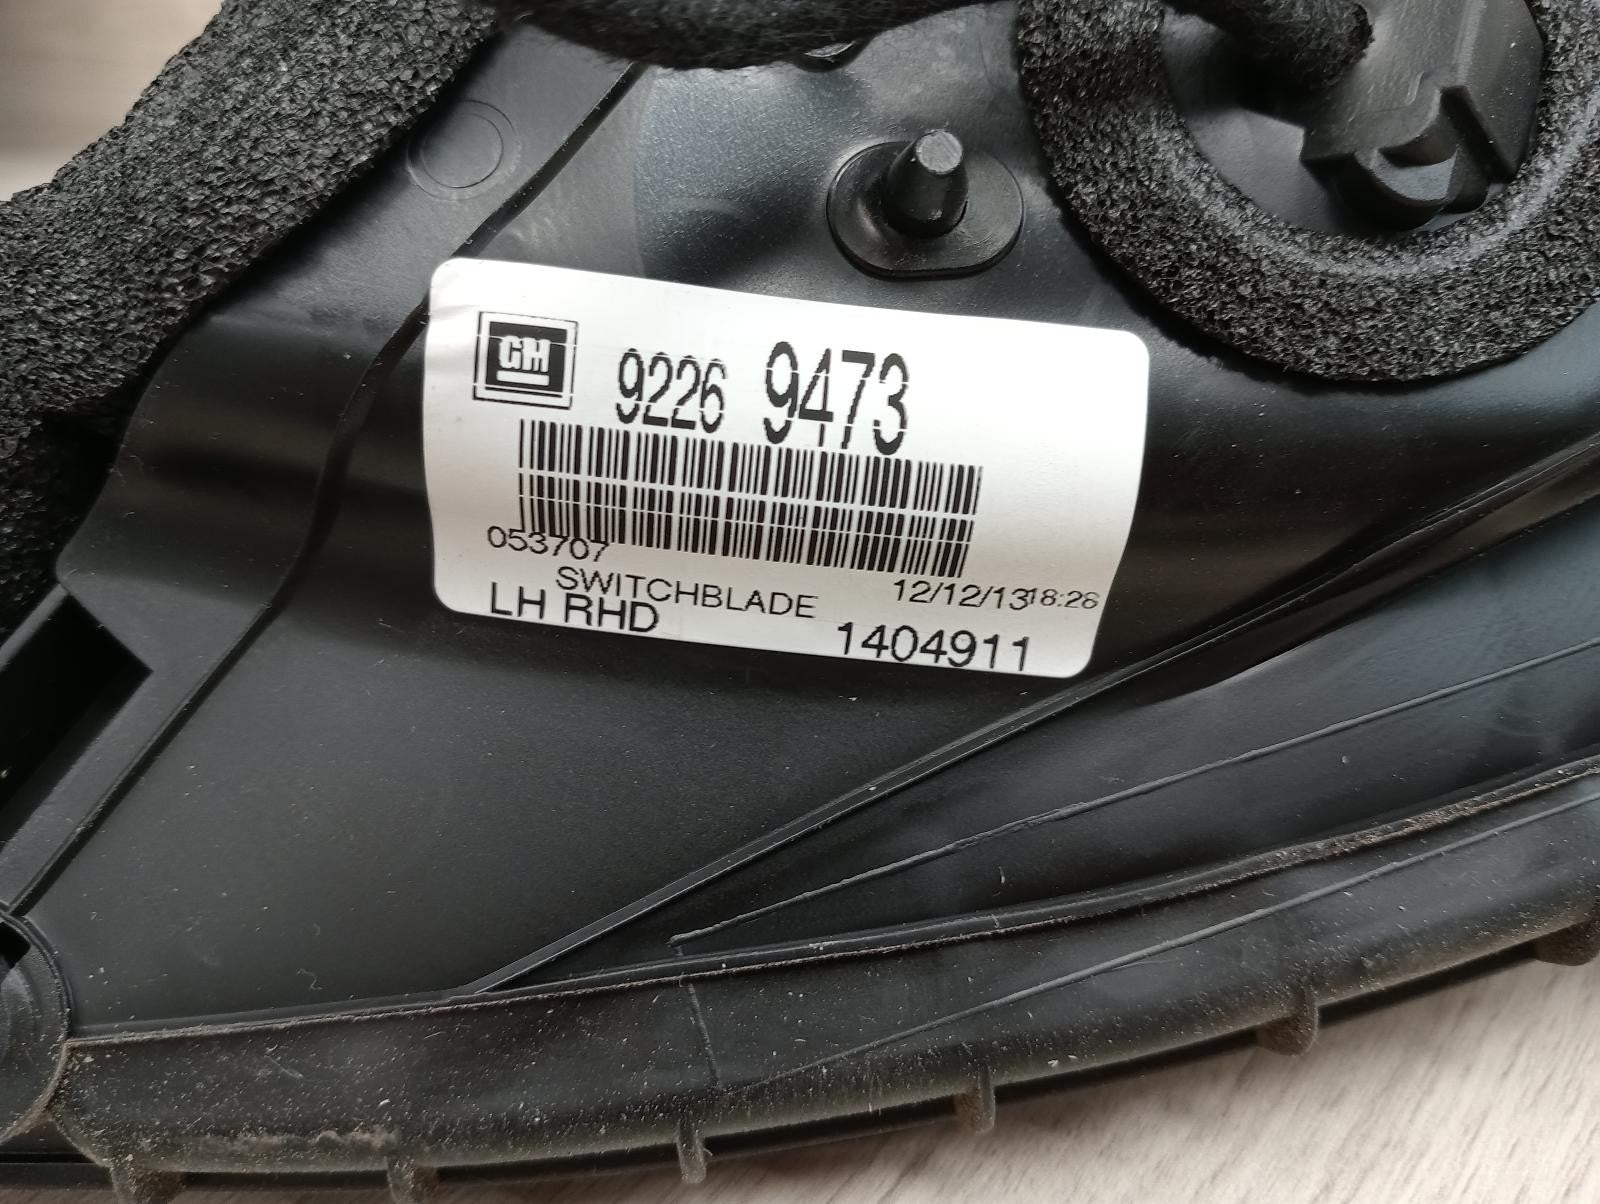 GM 9226 9473
053707
SWITCHBLADE 12/12/13 18:26
LH RHD 1404911